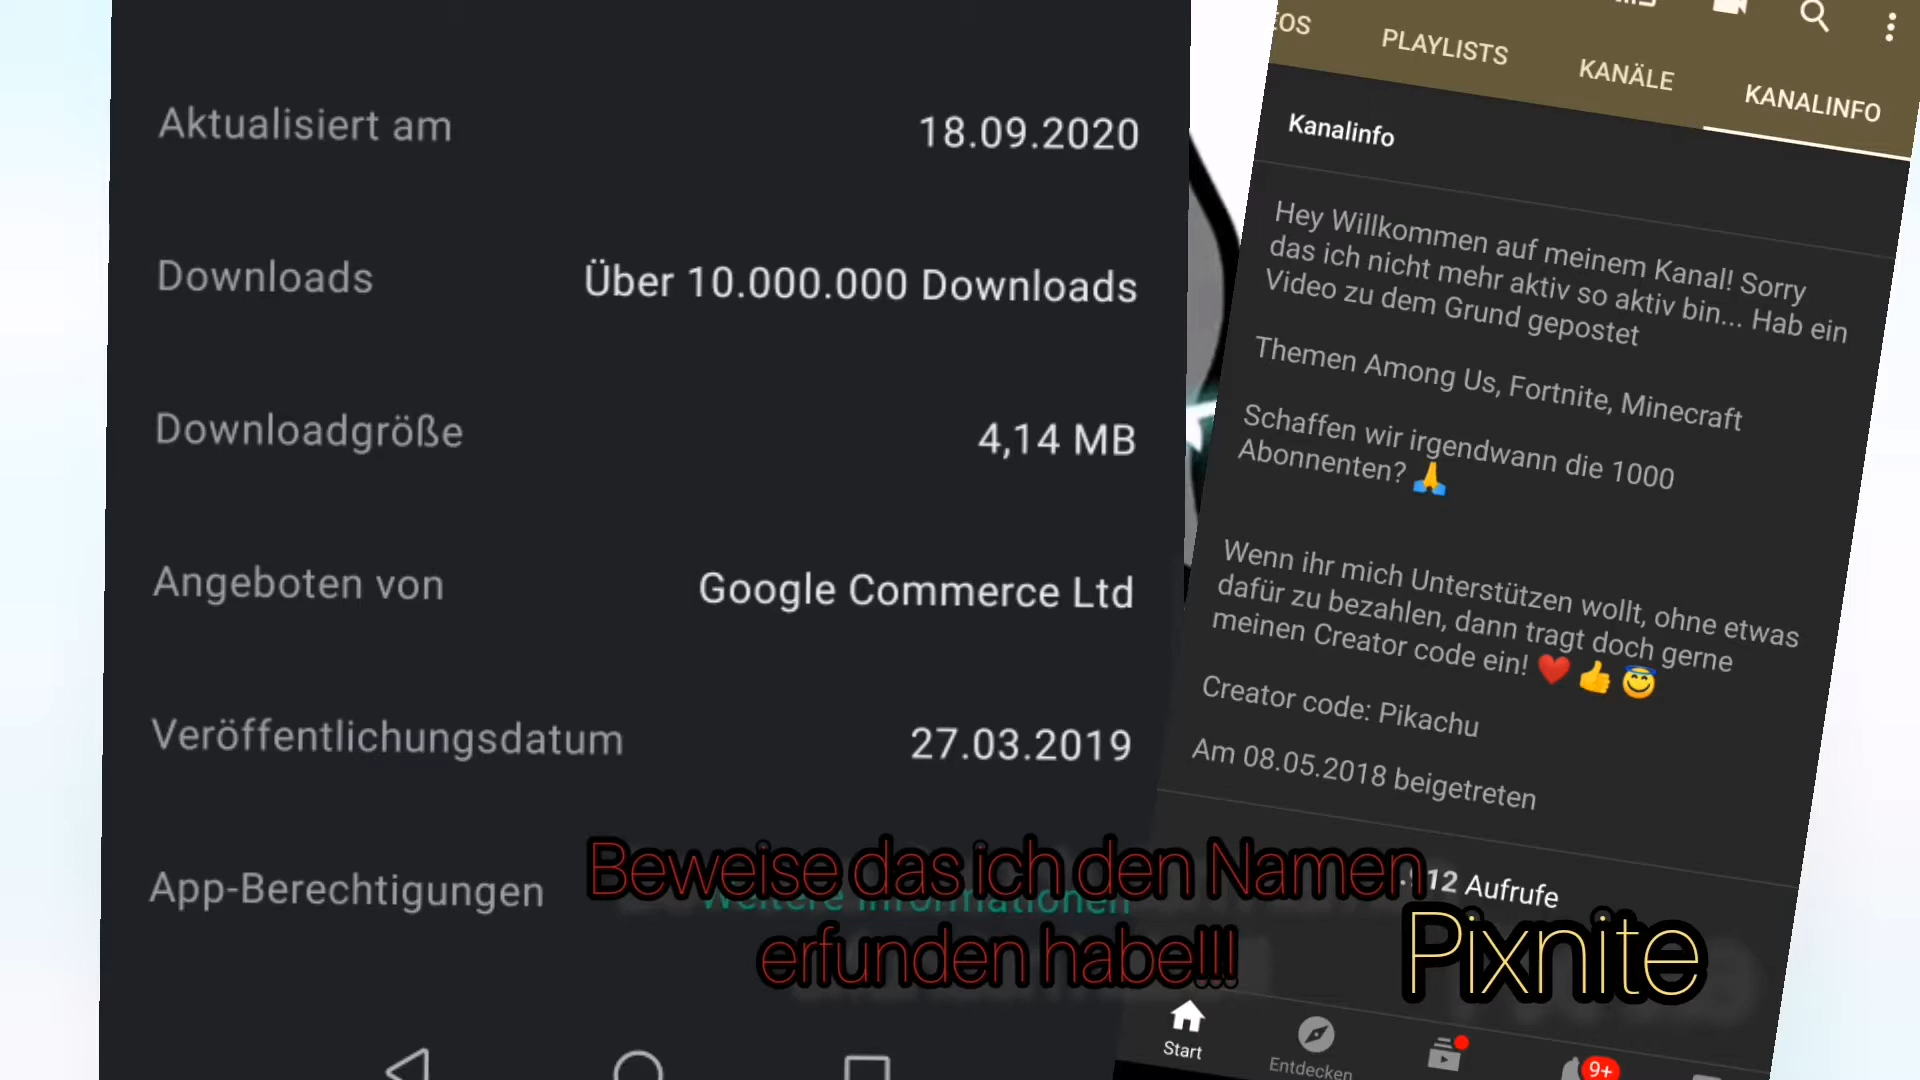 Aktualisiert am 18.09.2020
Downloads Über 10.000.000 Downloads
Downloadgröße 4,14 MB
Angeboten von Google Commerce Ltd
Veröffentlichungsdatum 27.03.2019
App-Berechtigungen Weitere Informationen
PLAYLISTS KANÄLE KANALINFO
Kanalinfo
Hey Willkommen auf meinem Kanal! Sorry
das ich nicht mehr aktiv so aktiv bin... Hab ein
Video zu dem Grund gepostet
Themen Among Us, Fortnite, Minecraft
Schaffen wir irgendwann die 1000
Abonnenten? 🙏
Wenn ihr mich Unterstützen wollt, ohne etwas
dafür zu bezahlen, dann tragt doch gerne
meinen Creator code ein! ❤️👍😇
Creator code: Pikachu
Am 08.05.2018 beigetreten
912 Aufrufe
Beweise das ich den Namen
erfunden habe!!!
Pixnite
Start
Entdecken
9+